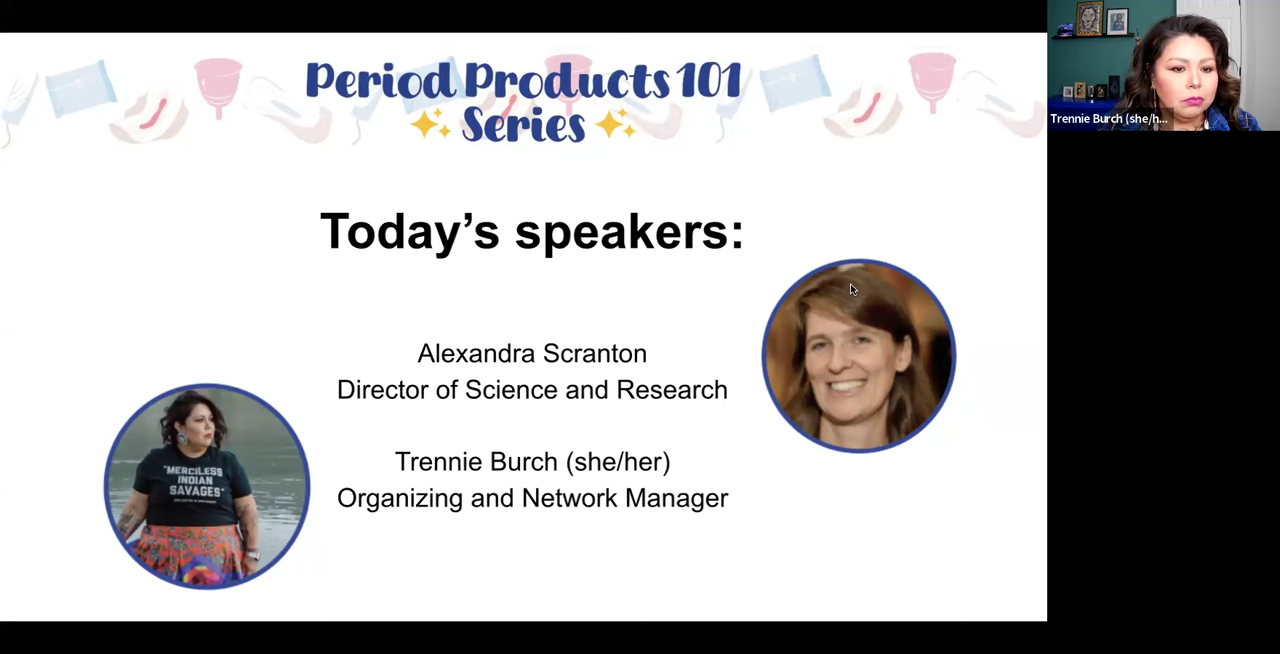 Period Products 101
Series
Today's speakers:
Alexandra Scranton
Director of Science and Research
Trennie Burch (she/her)
Organizing and Network Manager
"MERCILESS
INDIAN
SAVAGES"
Trennie Burch (she/h...